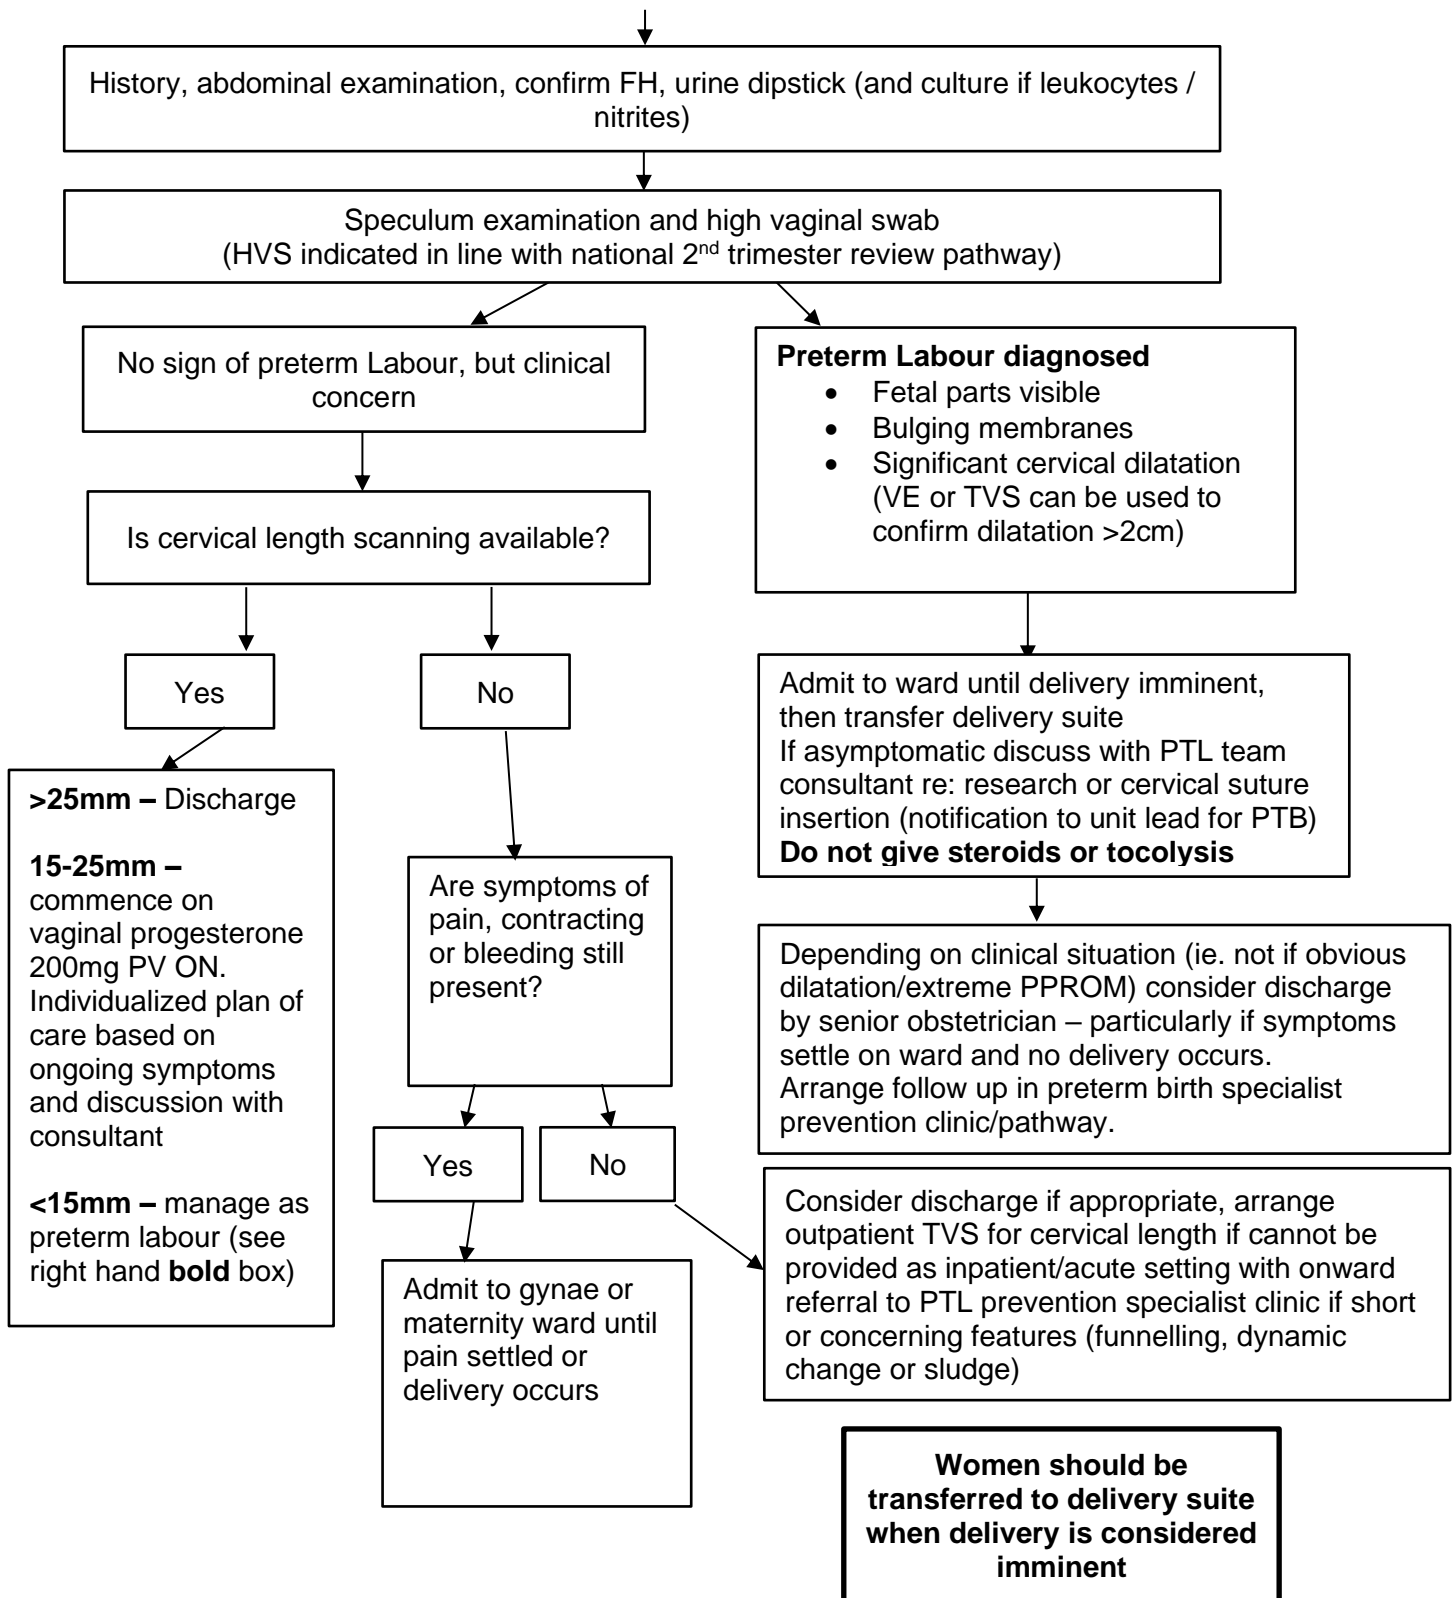 History, abdominal examination, confirm FH, urine dipstick (and culture if leukocytes /
nitrites)
Speculum examination and high vaginal swab
(HVS indicated in line with national 2nd trimester review pathway)
No sign of preterm Labour, but clinical
concern
Preterm Labour diagnosed
• Fetal parts visible
• Bulging membranes
• Significant cervical dilatation
(VE or TVS can be used to
confirm dilatation >2cm)
Is cervical length scanning available?
Yes
No
Admit to ward until delivery imminent,
then transfer delivery suite
If asymptomatic discuss with PTL team
consultant re: research or cervical suture
insertion (notification to unit lead for PTB)
Do not give steroids or tocolysis
>25mm – Discharge
15-25mm –
commence on
vaginal progesterone
200mg PV ON.
Individualized plan of
care based on
ongoing symptoms
and discussion with
consultant
<15mm – manage as
preterm labour (see
right hand bold box)
Are symptoms of
pain, contracting
or bleeding still
present?
Depending on clinical situation (ie. not if obvious
dilatation/extreme PPROM) consider discharge
by senior obstetrician – particularly if symptoms
settle on ward and no delivery occurs.
Arrange follow up in preterm birth specialist
prevention clinic/pathway.
Yes
No
Consider discharge if appropriate, arrange
outpatient TVS for cervical length if cannot be
provided as inpatient/acute setting with onward
referral to PTL prevention specialist clinic if short
or concerning features (funnelling, dynamic
change or sludge)
Admit to gynae or
maternity ward until
pain settled or
delivery occurs
Women should be
transferred to delivery suite
when delivery is considered
imminent